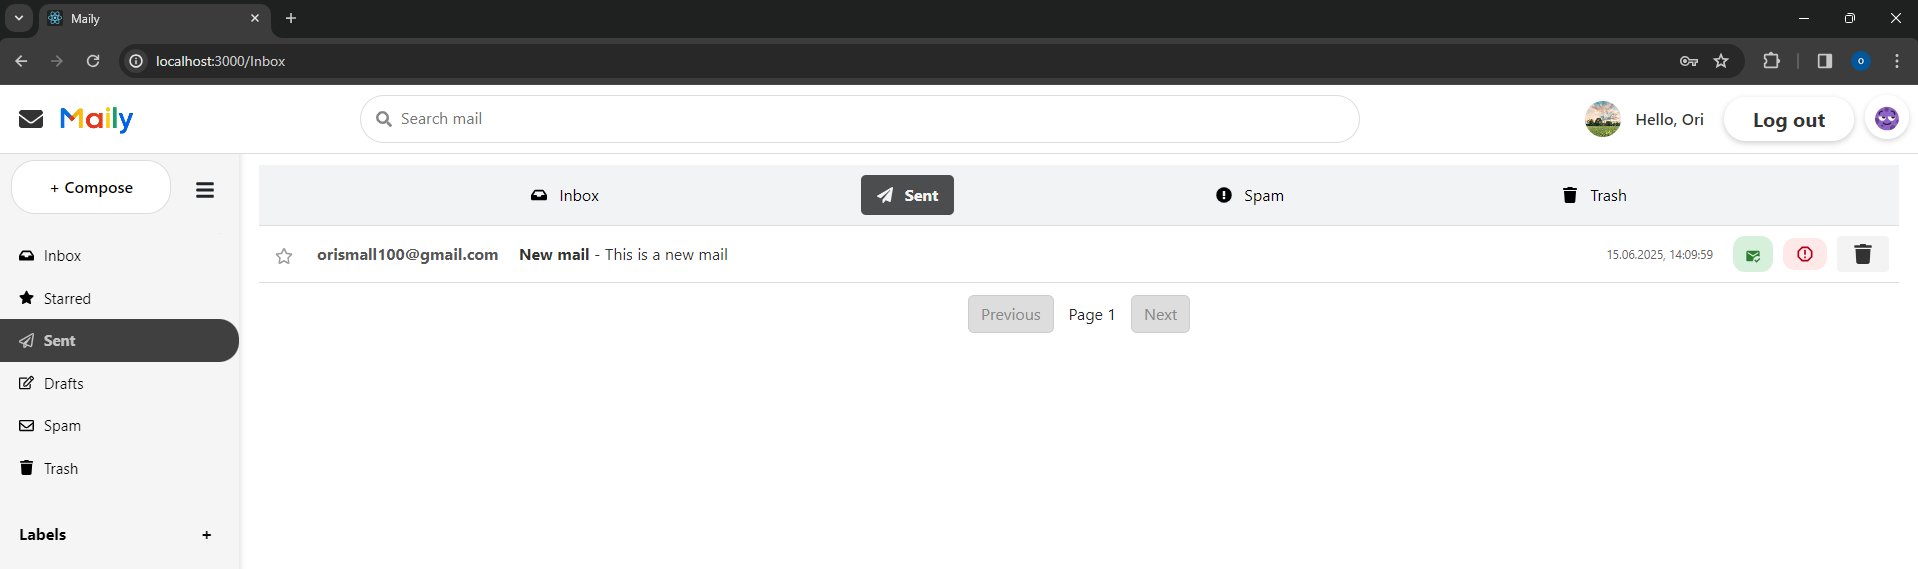 Maily
localhost:3000/Inbox
O
Maily
Search mail
Hello, Ori
Log out
+ Compose
Inbox
Sent
Spam
Trash
orismall100@gmail.com New mail - This is a new mail 15.06.2025, 14:09:59
Previous Page 1 Next
Inbox
Starred
Sent
Drafts
Spam
Trash
Labels +